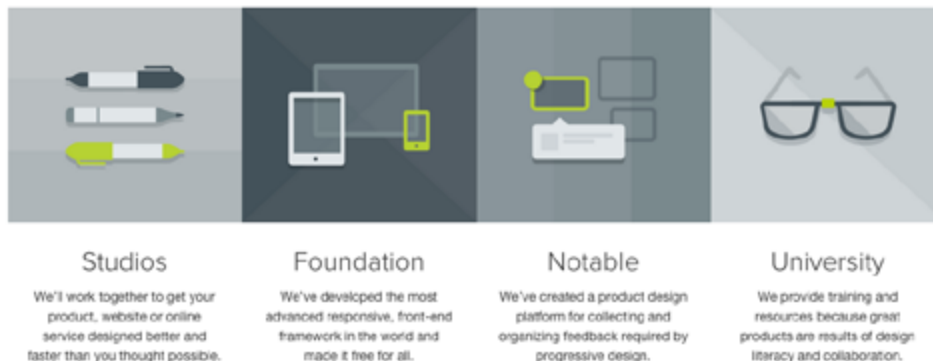 Studios
We'll work together to get your
product, website or online
service designed better and
faster than you thought possible.
Foundation
We've developed the most
advanced responsive, front-end
framework in the world and
made it free for all.
Notable
We've created a product design
platform for collecting and
organizing feedback required by
progressive design.
University
We provide training and
resources because great
products are results of design
literacy and collaboration.